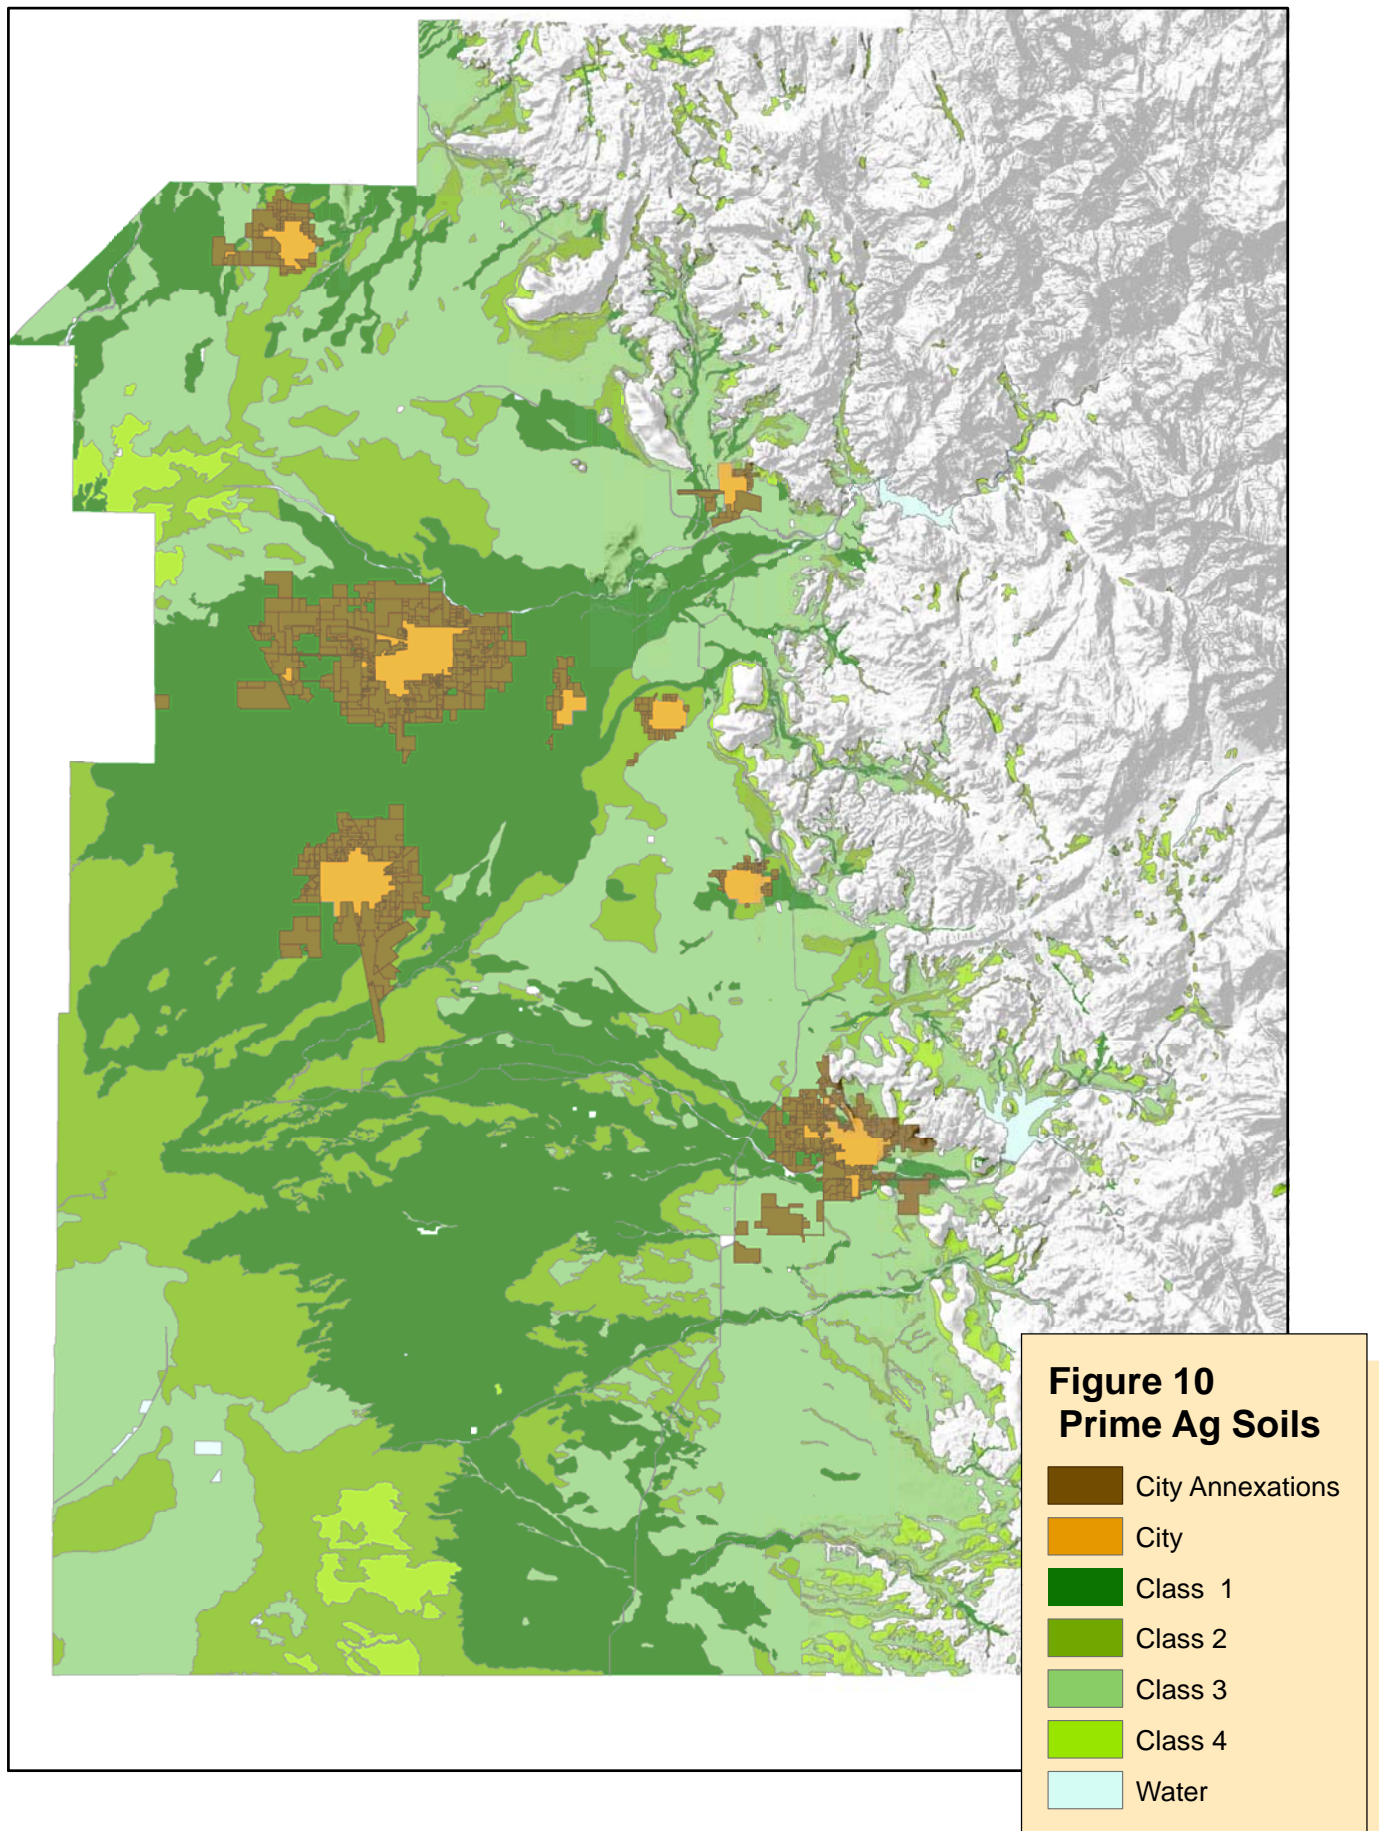 Figure 10
Prime Ag Soils
City Annexations
City
Class 1
Class 2
Class 3
Class 4
Water